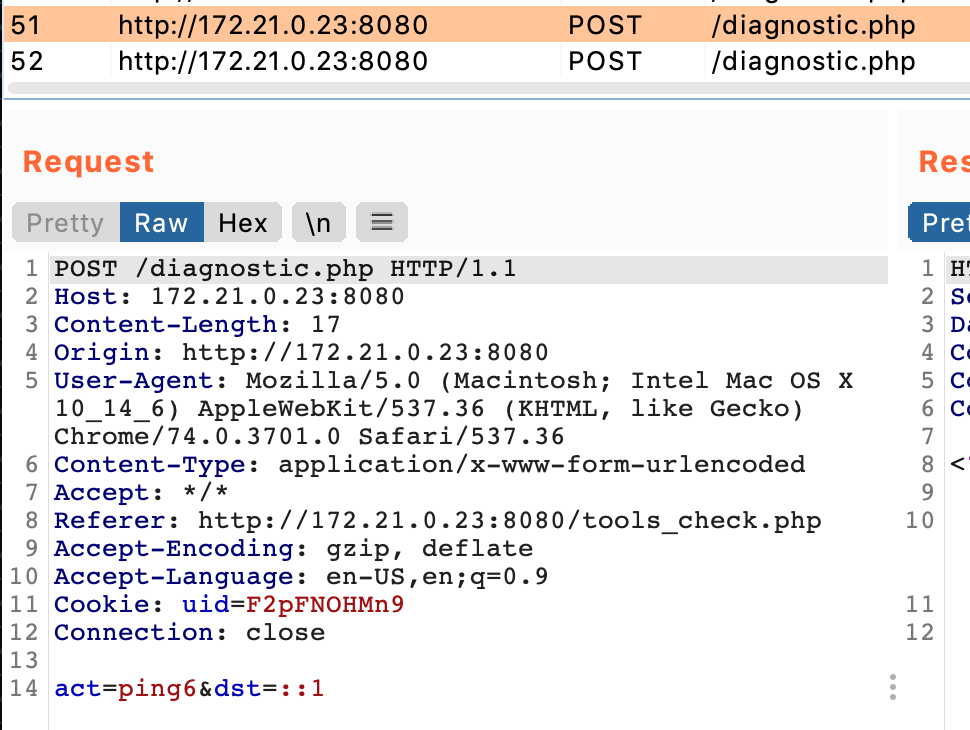 51 http://172.21.0.23:8080 POST /diagnostic.php
52 http://172.21.0.23:8080 POST /diagnostic.php
Request
Pretty Raw Hex \n
1 POST /diagnostic.php HTTP/1.1
2 Host: 172.21.0.23:8080
3 Content-Length: 17
4 Origin: http://172.21.0.23:8080
5 User-Agent: Mozilla/5.0 (Macintosh; Intel Mac OS X
10_14_6) AppleWebKit/537.36 (KHTML, like Gecko)
Chrome/74.0.3701.0 Safari/537.36
6 Content-Type: application/x-www-form-urlencoded
7 Accept: */*
8 Referer: http://172.21.0.23:8080/tools_check.php
9 Accept-Encoding: gzip, deflate
10 Accept-Language: en-US,en;q=0.9
11 Cookie: uid=F2pFNOHMn9
12 Connection: close
13
14 act=ping6&dst=::1
Res
Pret
1 HT
2 Se
3 Da
4 Co
5 Co
6 Co
7
8 <
9
10
11
12